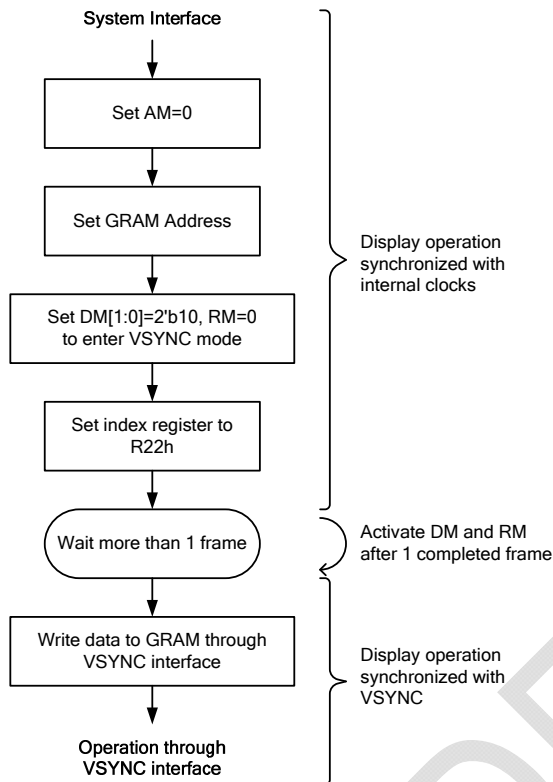 System Interface
Set AM=0
Set GRAM Address
Set DM[1:0]=2'b10, RM=0
to enter VSYNC mode
Set index register to
R22h
Display operation
synchronized with
internal clocks
Wait more than 1 frame
Activate DM and RM
after 1 completed frame
Write data to GRAM through
VSYNC interface
Display operation
synchronized with
VSYNC
Operation through
VSYNC interface